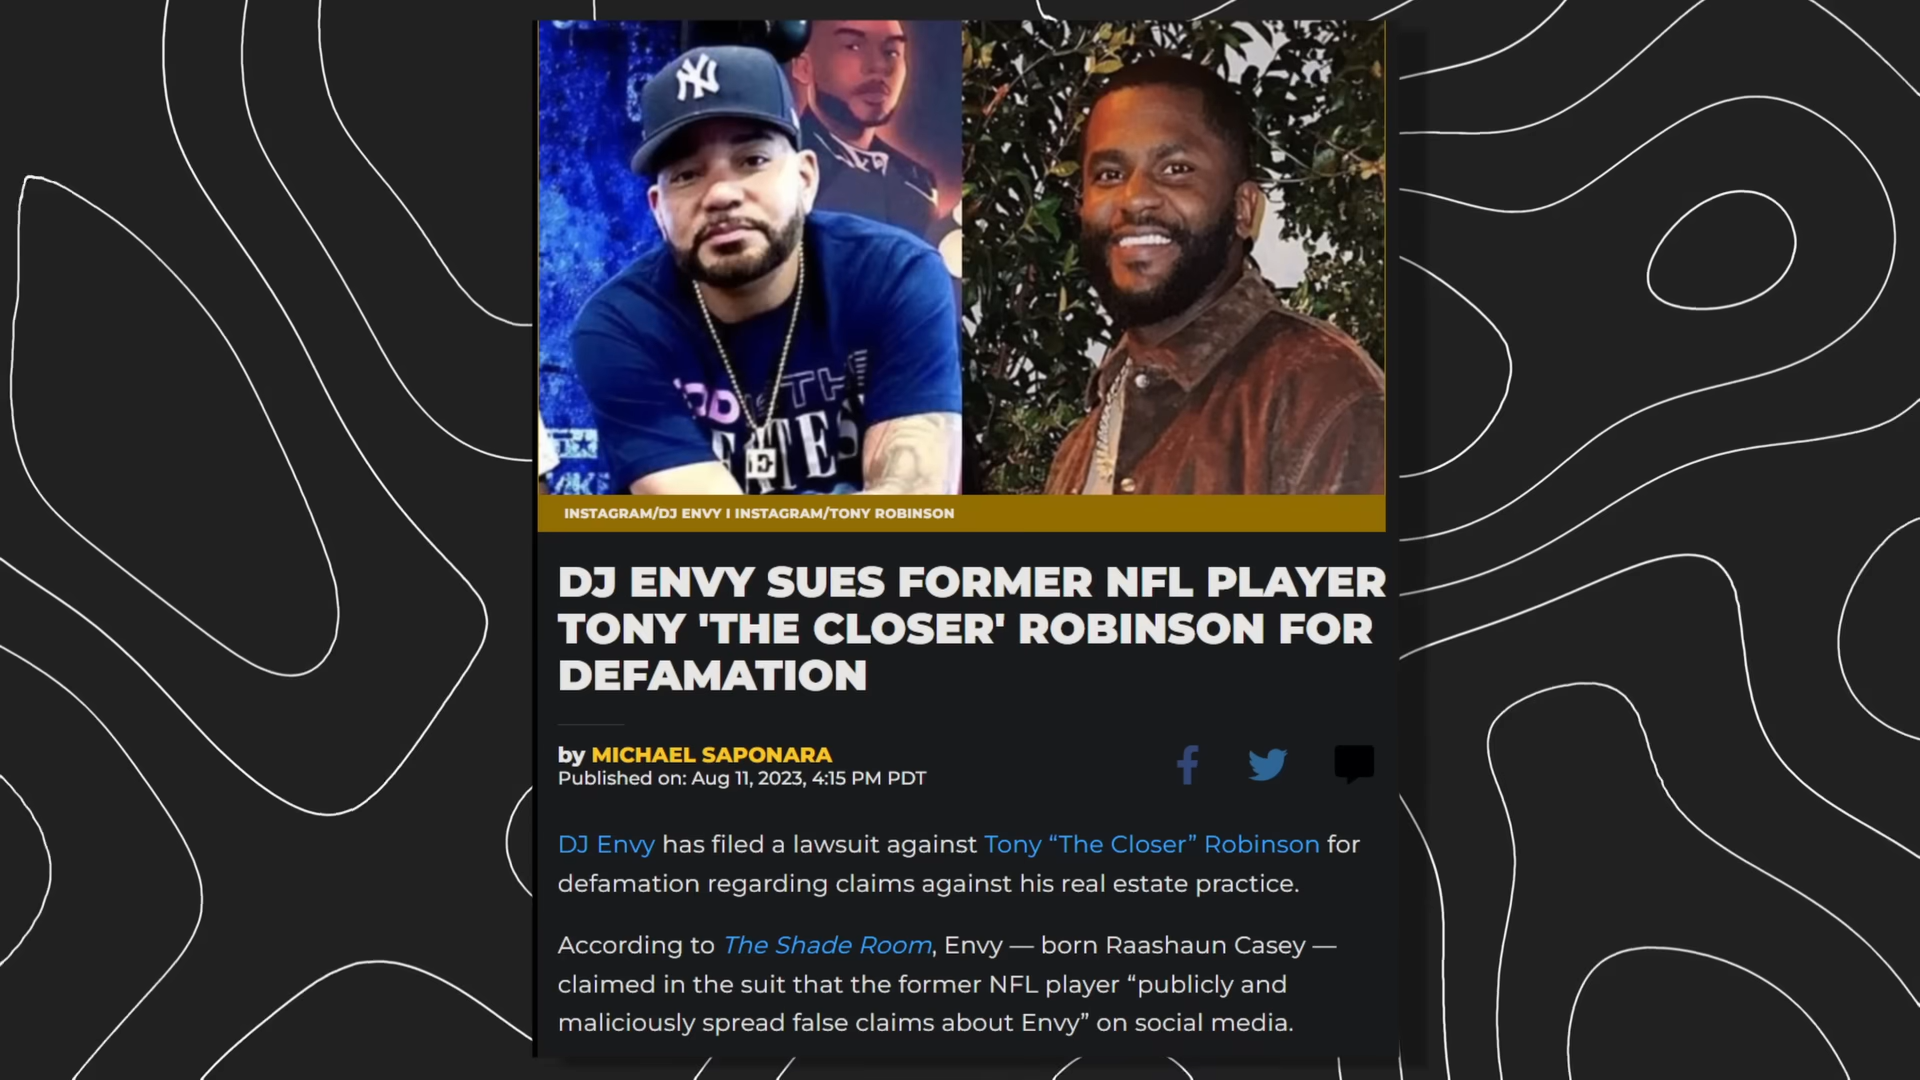 NY
E
INSTAGRAM/DJ ENVY I INSTAGRAM/TONY ROBINSON
DJ ENVY SUES FORMER NFL PLAYER
TONY 'THE CLOSER' ROBINSON FOR
DEFAMATION
by MICHAEL SAPONARA
Published on: Aug 11, 2023, 4:15 PM PDT
DJ Envy has filed a lawsuit against Tony “The Closer” Robinson for
defamation regarding claims against his real estate practice.
According to The Shade Room, Envy — born Raashaun Casey —
claimed in the suit that the former NFL player “publicly and
maliciously spread false claims about Envy” on social media.